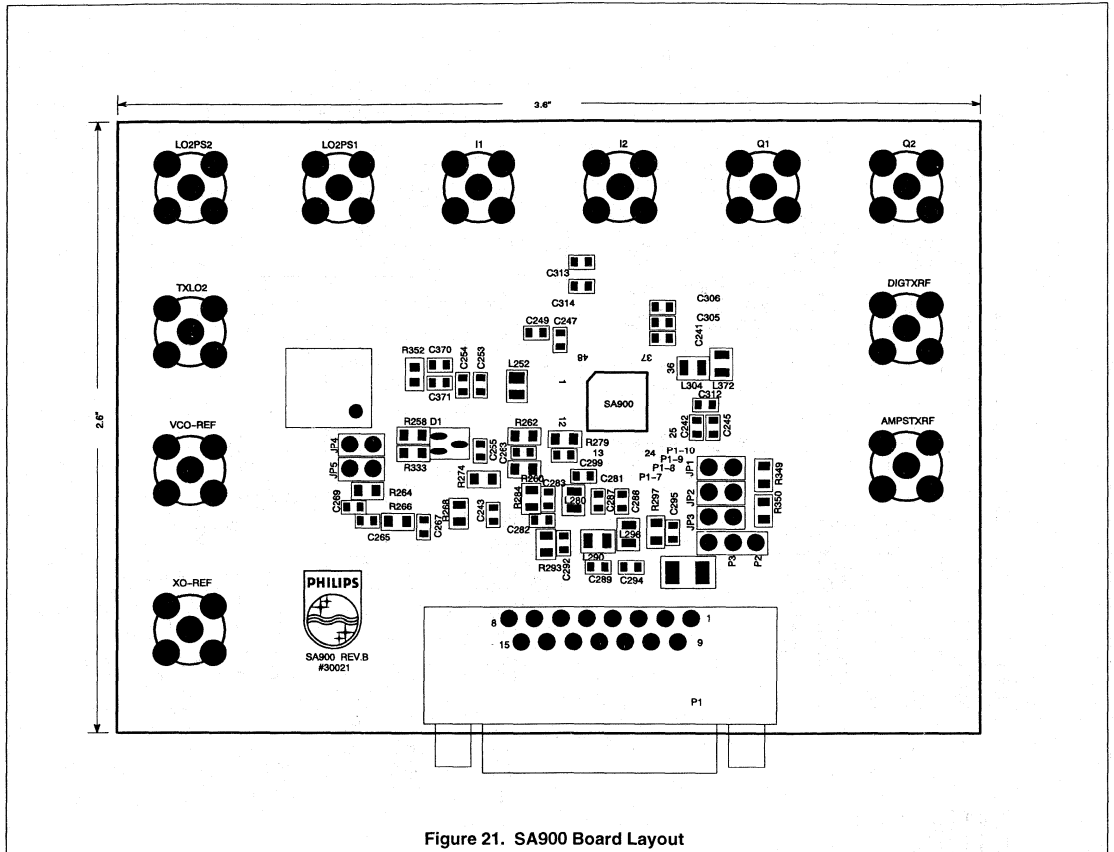 3.6"
2.6"
LO2PS2
LO2PS1
I1
I2
Q1
Q2
TXLO2
DIGTXRF
VCO-REF
AMPSTXRF
XO-REF
C313
C314
C306
C305
C241
C249
C247
R352
C370
C371
C254
C253
L252
48
37
36
1
12
13
24
25
SA900
L304
L372
C312
C242
C245
R258
D1
R333
C255
R262
C263
R260
R279
C299
R274
JP4
JP5
R264
C269
R266
C265
C267
R268
C243
R284
C283
C282
L280
C281
C287
C288
R293
C292
L290
L296
C289
C294
R297
C295
P1-10
P1-9
P1-8
P1-7
JP1
JP2
JP3
R349
R350
P3
P2
PHILIPS
SA900 REV.B
#30021
8
1
15
9
P1
Figure 21. SA900 Board Layout